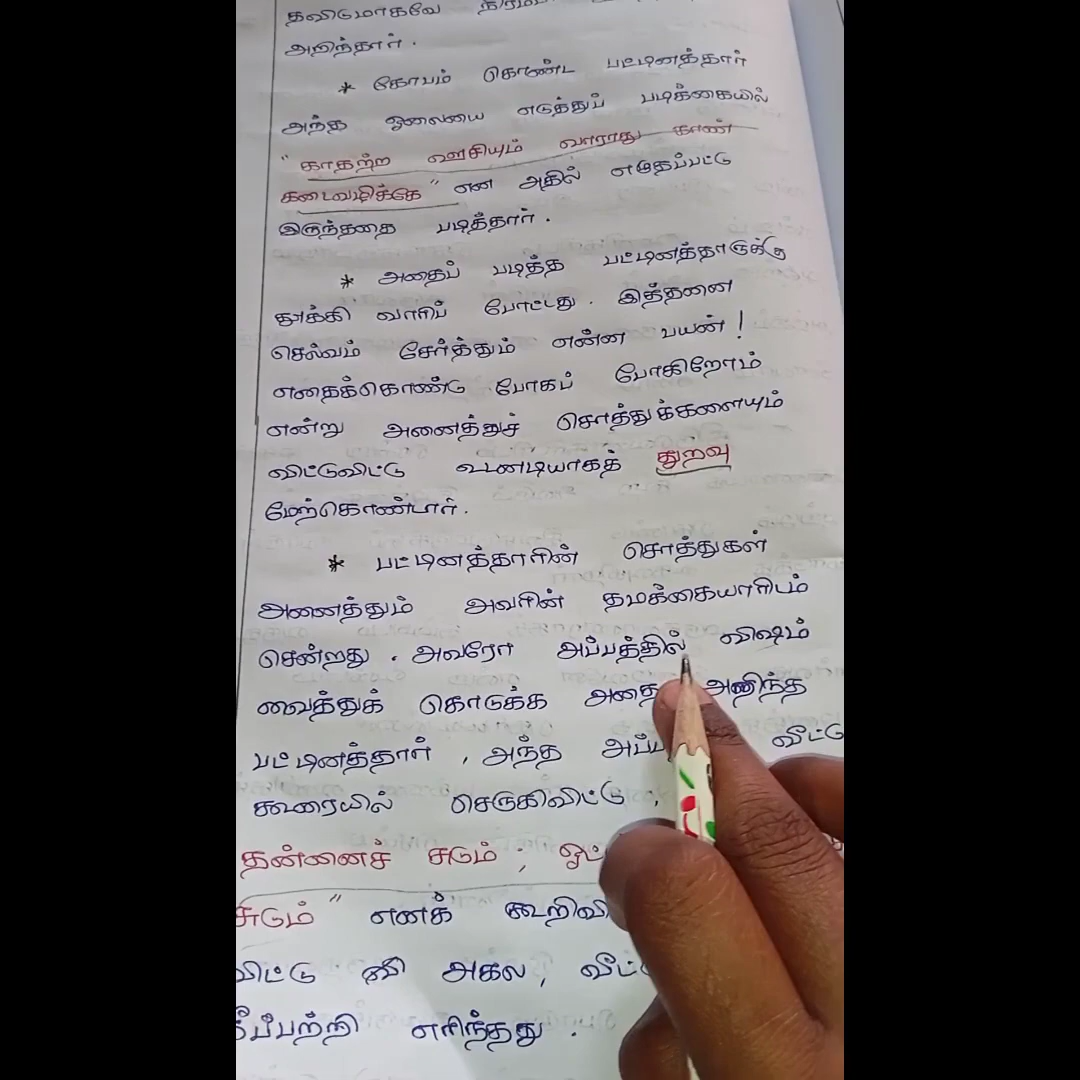 தவிடுமாகவே
அறிந்தார்.
* கோபம் கொண்ட பட்டினத்தார்
அந்த ஓலையை எடுத்துப் படிக்கையில்
"காதற்ற ஊசியும் வாராது காண்
கடைவழிக்கே" என அதில் எழுதப்பட்டு
இருந்ததை படித்தார்.
* அதைப் படித்த பட்டினத்தாருக்கு
தூக்கி வாரிப் போட்டது. இத்தனை
செல்வம் சேர்த்தும் என்ன பயன்!
எதைக்கொண்டு போகப் போகிறோம்
என்று அனைத்துச் சொத்துக்களையும்
விட்டுவிட்டு உடனடியாகத் துறவு
மேற்கொண்டார்.
* பட்டினத்தாரின் சொத்துகள்
அனைத்தும் அவரின் தமக்கையாரிடம்
சென்றது. அவரோ அப்பத்தில் விஷம்
வைத்துக் கொடுக்க அதை அறிந்த
பட்டினத்தார், அந்த வீட்டு
கூரையில் செருகிவிட்டு,
தன்னைச் சுடும்;
சுடும்" எனக்
விட்டு அகல,
தீப்பற்றி எரிந்தது.